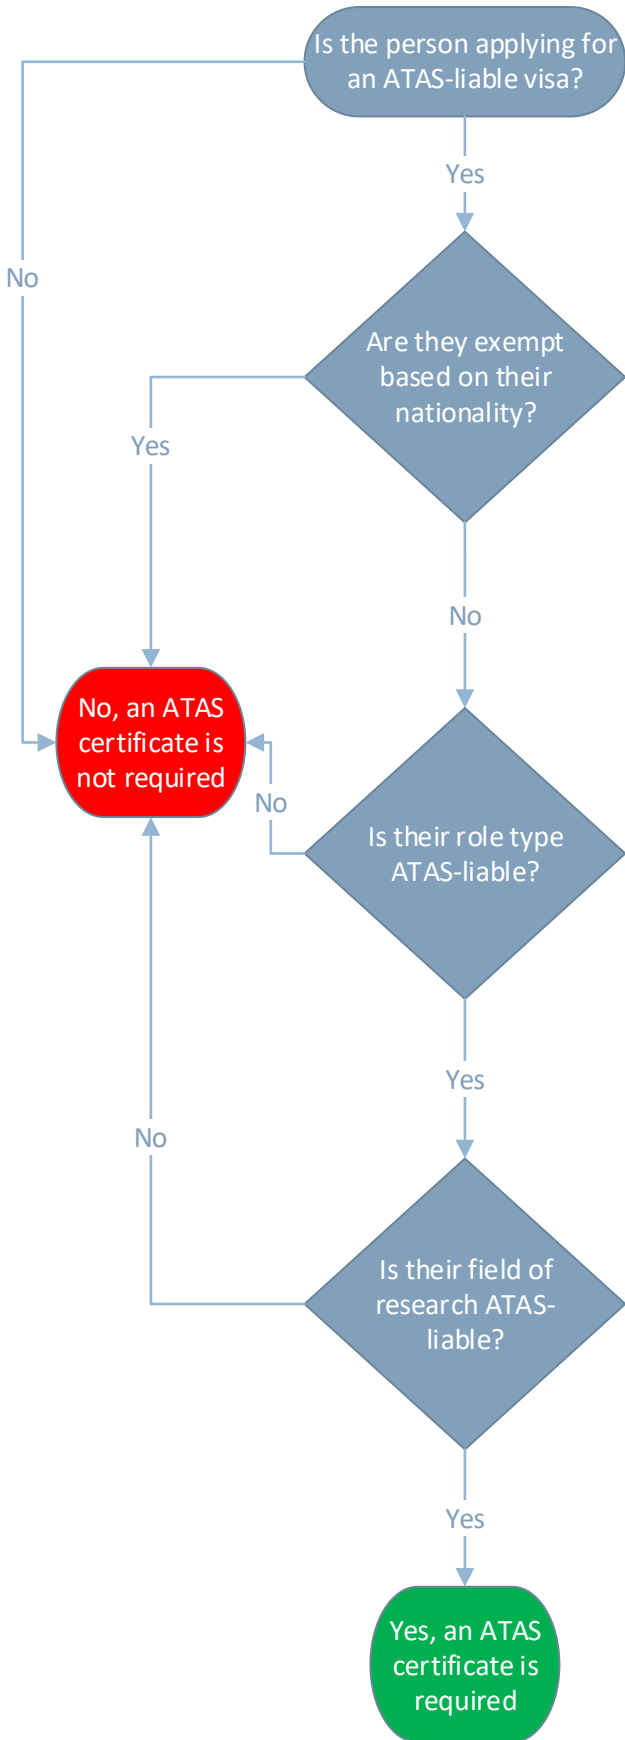 Is the person applying for
an ATAS-liable visa?
Yes
No
Are they exempt
based on their
nationality?
Yes
No
No, an ATAS
certificate is
not required
No
Is their role type
ATAS-liable?
Yes
No
Is their field of
research ATAS-
liable?
Yes
Yes, an ATAS
certificate is
required